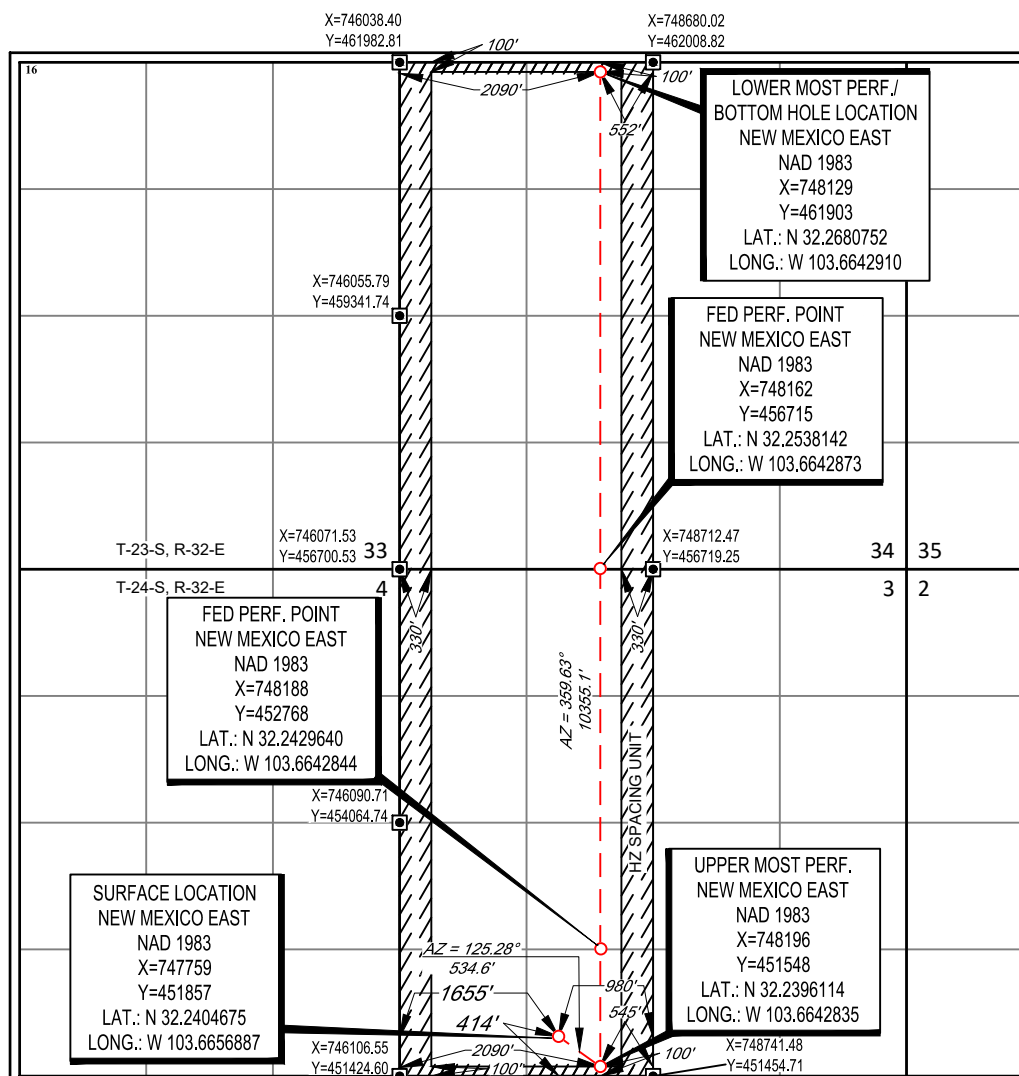 X=746038.40
Y=461982.81
X=748680.02
Y=462008.82
16
100'
2090'
100'
552'
LOWER MOST PERF./
BOTTOM HOLE LOCATION
NEW MEXICO EAST
NAD 1983
X=748129
Y=461903
LAT.: N 32.2680752
LONG.: W 103.6642910
X=746055.79
Y=459341.74
FED PERF. POINT
NEW MEXICO EAST
NAD 1983
X=748162
Y=456715
LAT.: N 32.2538142
LONG.: W 103.6642873
T-23-S, R-32-E
X=746071.53
Y=456700.53
33
X=748712.47
Y=456719.25
34
35
T-24-S, R-32-E
4
3
2
330'
330'
FED PERF. POINT
NEW MEXICO EAST
NAD 1983
X=748188
Y=452768
LAT.: N 32.2429640
LONG.: W 103.6642844
AZ = 359.63°
10355.1'
HZ SPACING UNIT
X=746090.71
Y=454064.74
SURFACE LOCATION
NEW MEXICO EAST
NAD 1983
X=747759
Y=451857
LAT.: N 32.2404675
LONG.: W 103.6656887
UPPER MOST PERF.
NEW MEXICO EAST
NAD 1983
X=748196
Y=451548
LAT.: N 32.2396114
LONG.: W 103.6642835
AZ = 125.28°
534.6'
1655'
980'
414'
545'
2090'
100'
100'
X=746106.55
Y=451424.60
X=748741.48
Y=451454.71